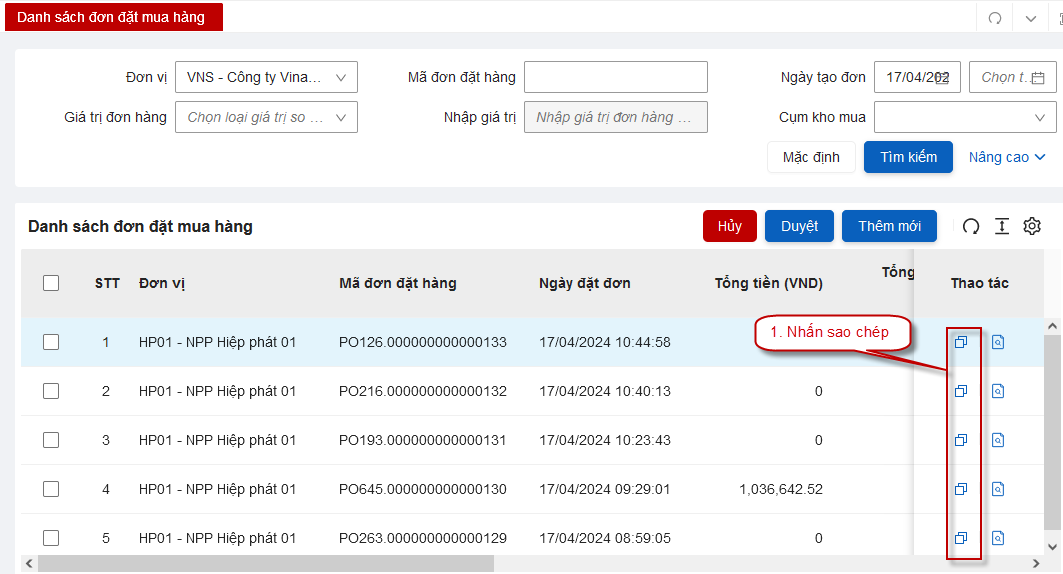 Danh sách đơn đặt mua hàng
Đơn vị VNS - Công ty Vina... Mã đơn đặt hàng Ngày tạo đơn 17/04/202 Chọn t...
Giá trị đơn hàng Chọn loại giá trị so ... Nhập giá trị Nhập giá trị đơn hàng ... Cụm kho mua
Mặc định Tìm kiếm Nâng cao
Danh sách đơn đặt mua hàng Hủy Duyệt Thêm mới
STT Đơn vị Mã đơn đặt hàng Ngày đặt đơn Tổng tiền (VND) Tổng Thao tác
1. Nhấn sao chép
1 HP01 - NPP Hiệp phát 01 PO126.000000000000133 17/04/2024 10:44:58
2 HP01 - NPP Hiệp phát 01 PO216.000000000000132 17/04/2024 10:40:13 0
3 HP01 - NPP Hiệp phát 01 PO193.000000000000131 17/04/2024 10:23:43 0
4 HP01 - NPP Hiệp phát 01 PO645.000000000000130 17/04/2024 09:29:01 1,036,642.52
5 HP01 - NPP Hiệp phát 01 PO263.000000000000129 17/04/2024 08:59:05 0